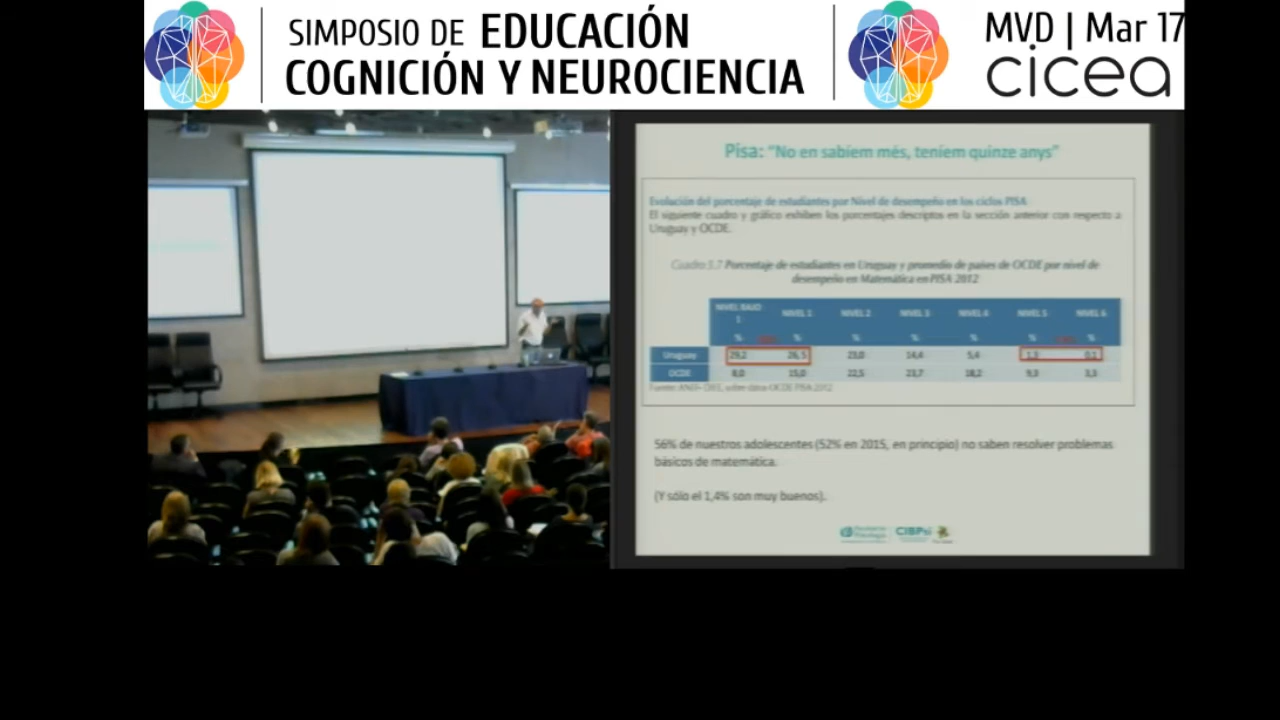 SIMPOSIO DE EDUCACIÓN
COGNICIÓN Y NEUROCIENCIA
MVD | Mar 17
cicea
Pisa: "No en sabíem més, teníem quinze anys"
Evolución del porcentaje de estudiantes por Nivel de desempeño en los ciclos PISA
El siguiente cuadro y gráfico exhiben los porcentajes descriptos en la sección anterior con respecto a
Uruguay y OCDE.
Cuadro 5.7 Porcentaje de estudiantes en Uruguay y promedio de países de OCDE por nivel de
desempeño en Matemática en PISA 2012
NIVEL BAJO 1 NIVEL 1 NIVEL 2 NIVEL 3 NIVEL 4 NIVEL 5 NIVEL 6
% % % % % % %
Uruguay 29,2 26,5 23,0 14,4 5,4 1,3 0,1
OCDE 8,0 15,0 22,5 23,7 18,2 9,3 3,3
Fuente: ANEP- sobre datos OCDE PISA 2012
56% de nuestros adolescentes (52% en 2015, en principio) no saben resolver problemas
básicos de matemática.
(Y sólo el 1,4% son muy buenos).
CIBPsi